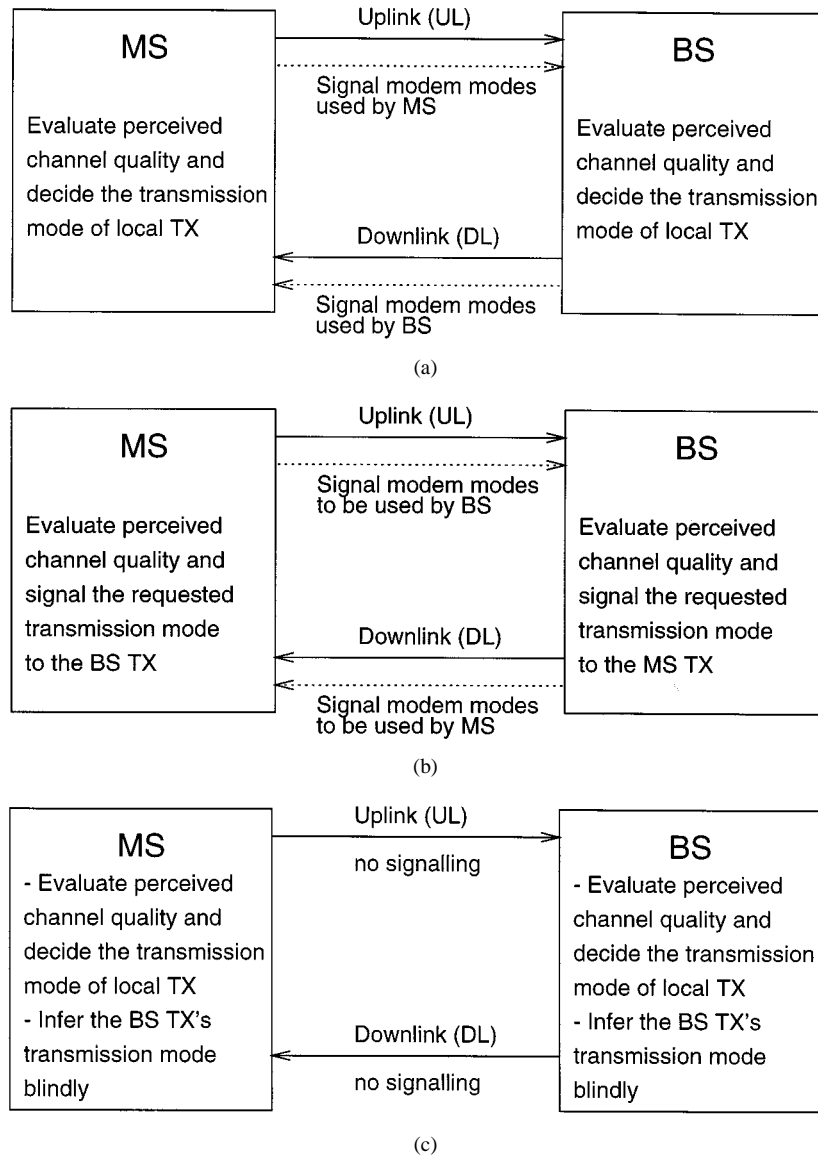 MS
Evaluate perceived
channel quality and
decide the transmission
mode of local TX
Uplink (UL)
Signal modem modes
used by MS
Downlink (DL)
Signal modem modes
used by BS
BS
Evaluate perceived
channel quality and
decide the transmission
mode of local TX
(a)
MS
Evaluate perceived
channel quality and
signal the requested
transmission mode
to the BS TX
Uplink (UL)
Signal modem modes
to be used by BS
Downlink (DL)
Signal modem modes
to be used by MS
BS
Evaluate perceived
channel quality and
signal the requested
transmission mode
to the MS TX
(b)
MS
- Evaluate perceived
channel quality and
decide the transmission
mode of local TX
- Infer the BS TX's
transmission mode
blindly
Uplink (UL)
no signalling
Downlink (DL)
no signalling
BS
- Evaluate perceived
channel quality and
decide the transmission
mode of local TX
- Infer the BS TX's
transmission mode
blindly
(c)